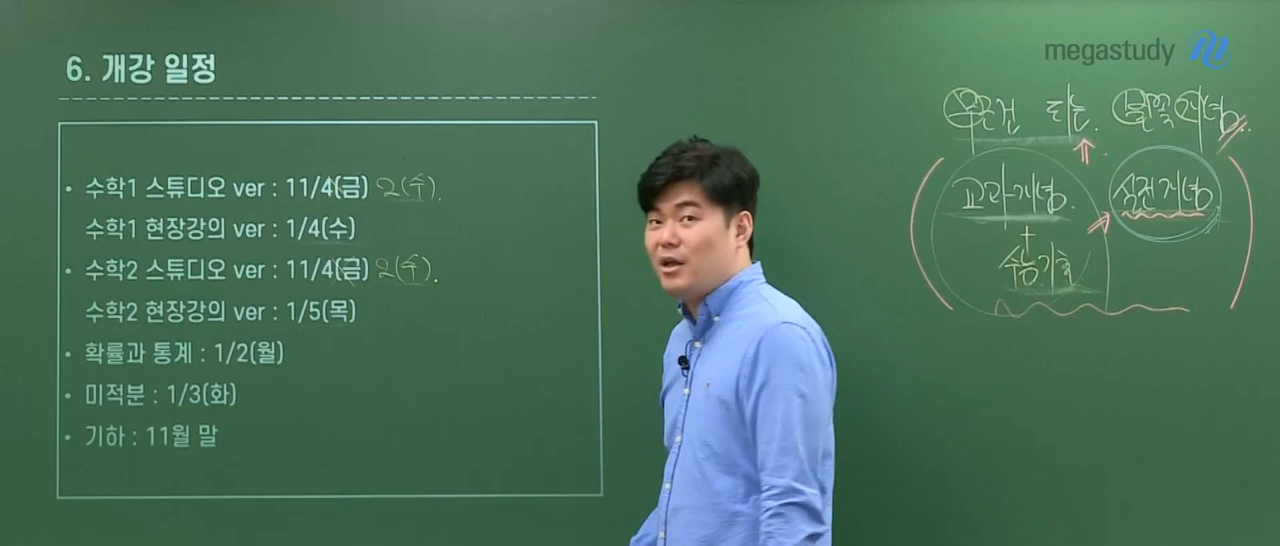 megastudy
6. 개강 일정
• 수학1 스튜디오 ver : 11/4(금) 2(수).
수학1 현장강의 ver : 1/4(수)
• 수학2 스튜디오 ver : 11/4(금) 2(수).
수학2 현장강의 ver : 1/5(목)
• 확률과 통계 : 1/2(월)
• 미적분 : 1/3(화)
• 기하 : 11월 말
교과개념.
+
수능기출
실전개념